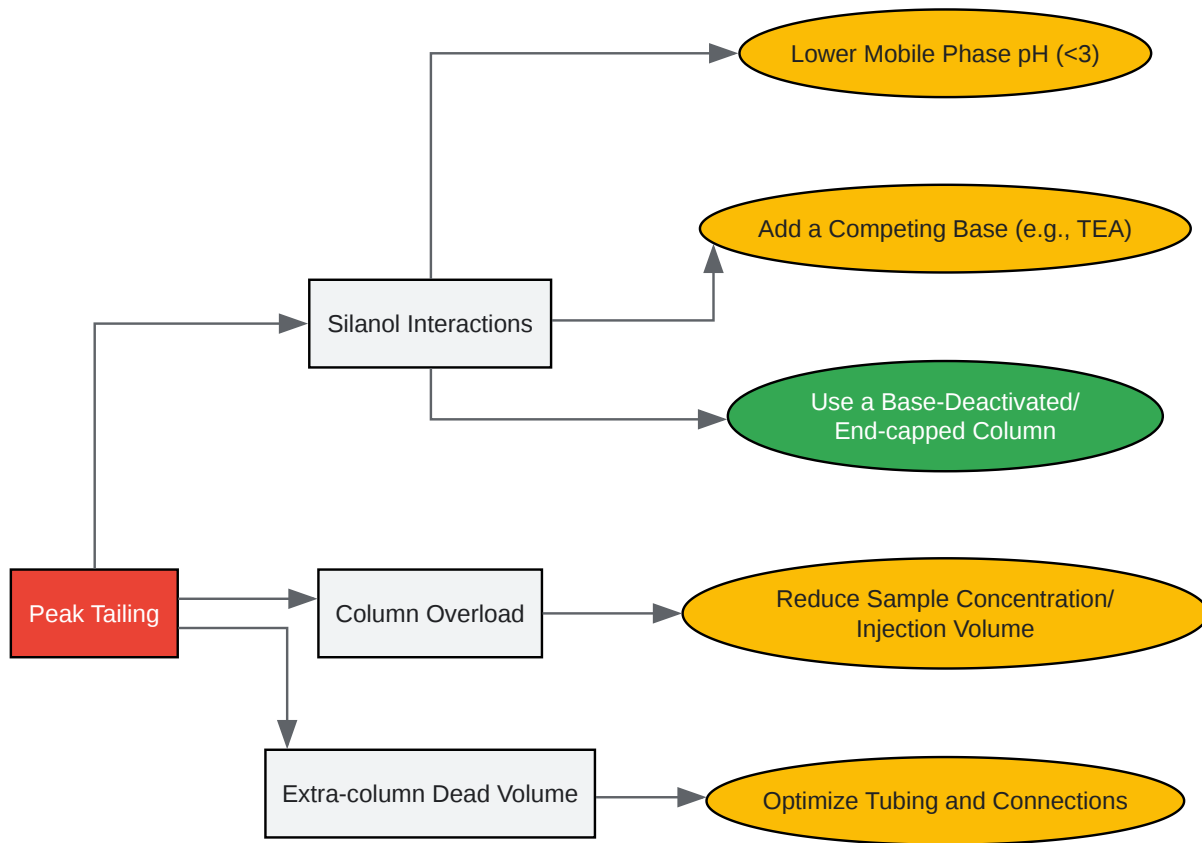 Lower Mobile Phase pH (<3)
Add a Competing Base (e.g., TEA)
Silanol Interactions
Use a Base-Deactivated/
End-capped Column
Peak Tailing
Column Overload
Reduce Sample Concentration/
Injection Volume
Extra-column Dead Volume
Optimize Tubing and Connections